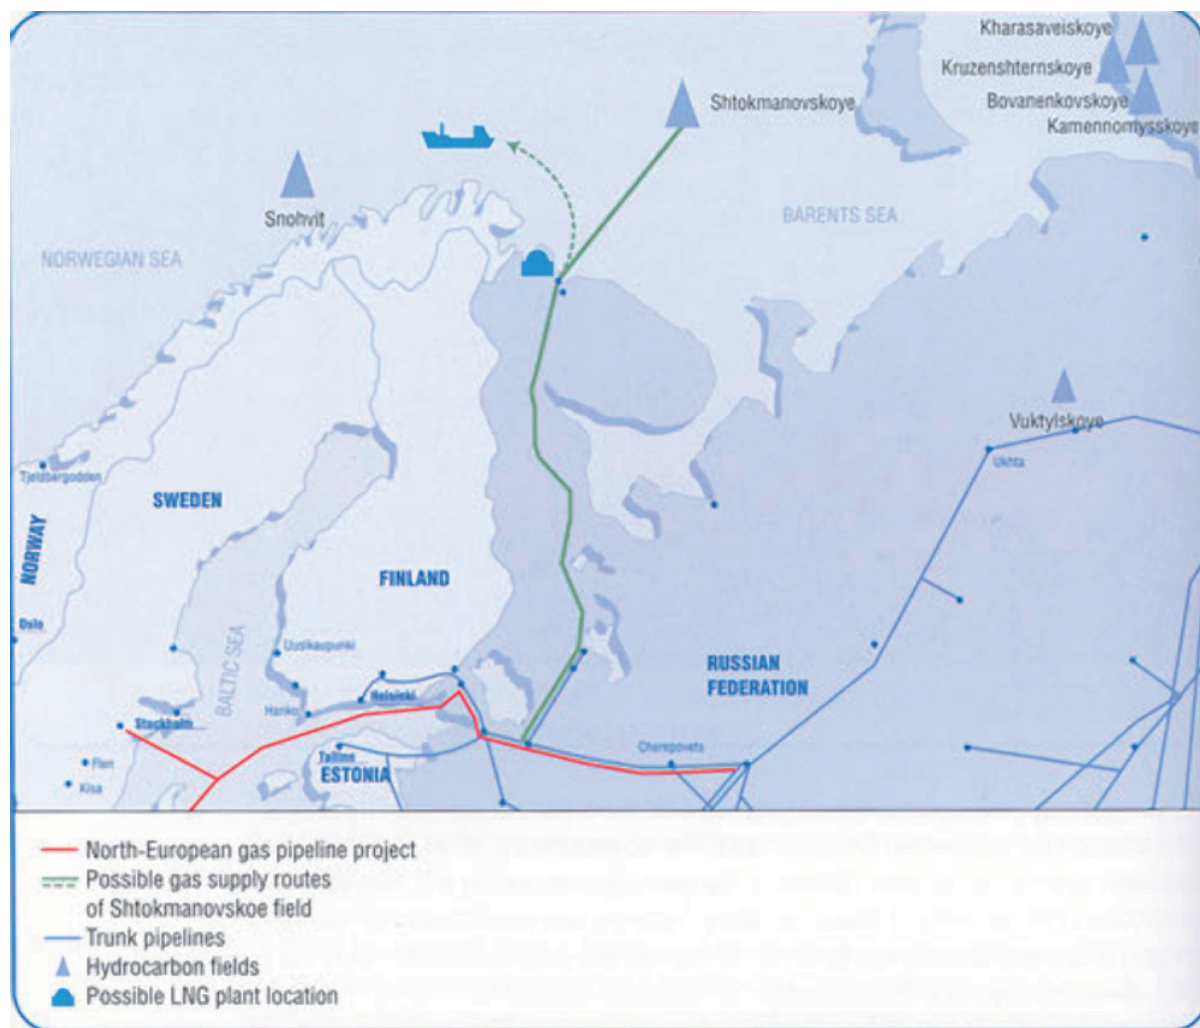 Kharasaveiskoye
Kruzenshternskoye
Bovanenkovskoye
Kamennomysskoye
Shtokmanovskoye
Snohvit
BARENTS SEA
NORWEGIAN SEA
Vuktylskoye
Ukhta
Tjeldbergodden
SWEDEN
NORWAY
FINLAND
Oslo
BALTIC SEA
Uusikaupunki
RUSSIAN
FEDERATION
Helsinki
Hanko
Stockholm
Cherepovets
Tallinn
ESTONIA
Flen
Kisa
North-European gas pipeline project
Possible gas supply routes
of Shtokmanovskoe field
Trunk pipelines
Hydrocarbon fields
Possible LNG plant location